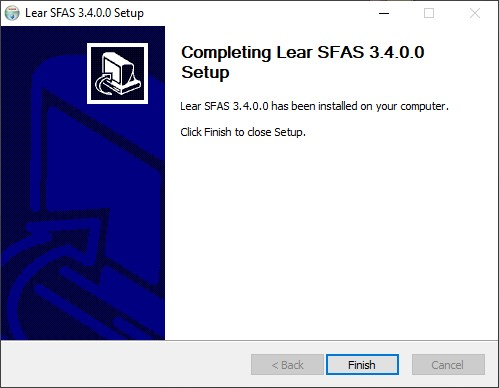 Lear SFAS 3.4.0.0 Setup
Completing Lear SFAS 3.4.0.0
Setup
Lear SFAS 3.4.0.0 has been installed on your computer.
Click Finish to close Setup.
< Back
Finish
Cancel